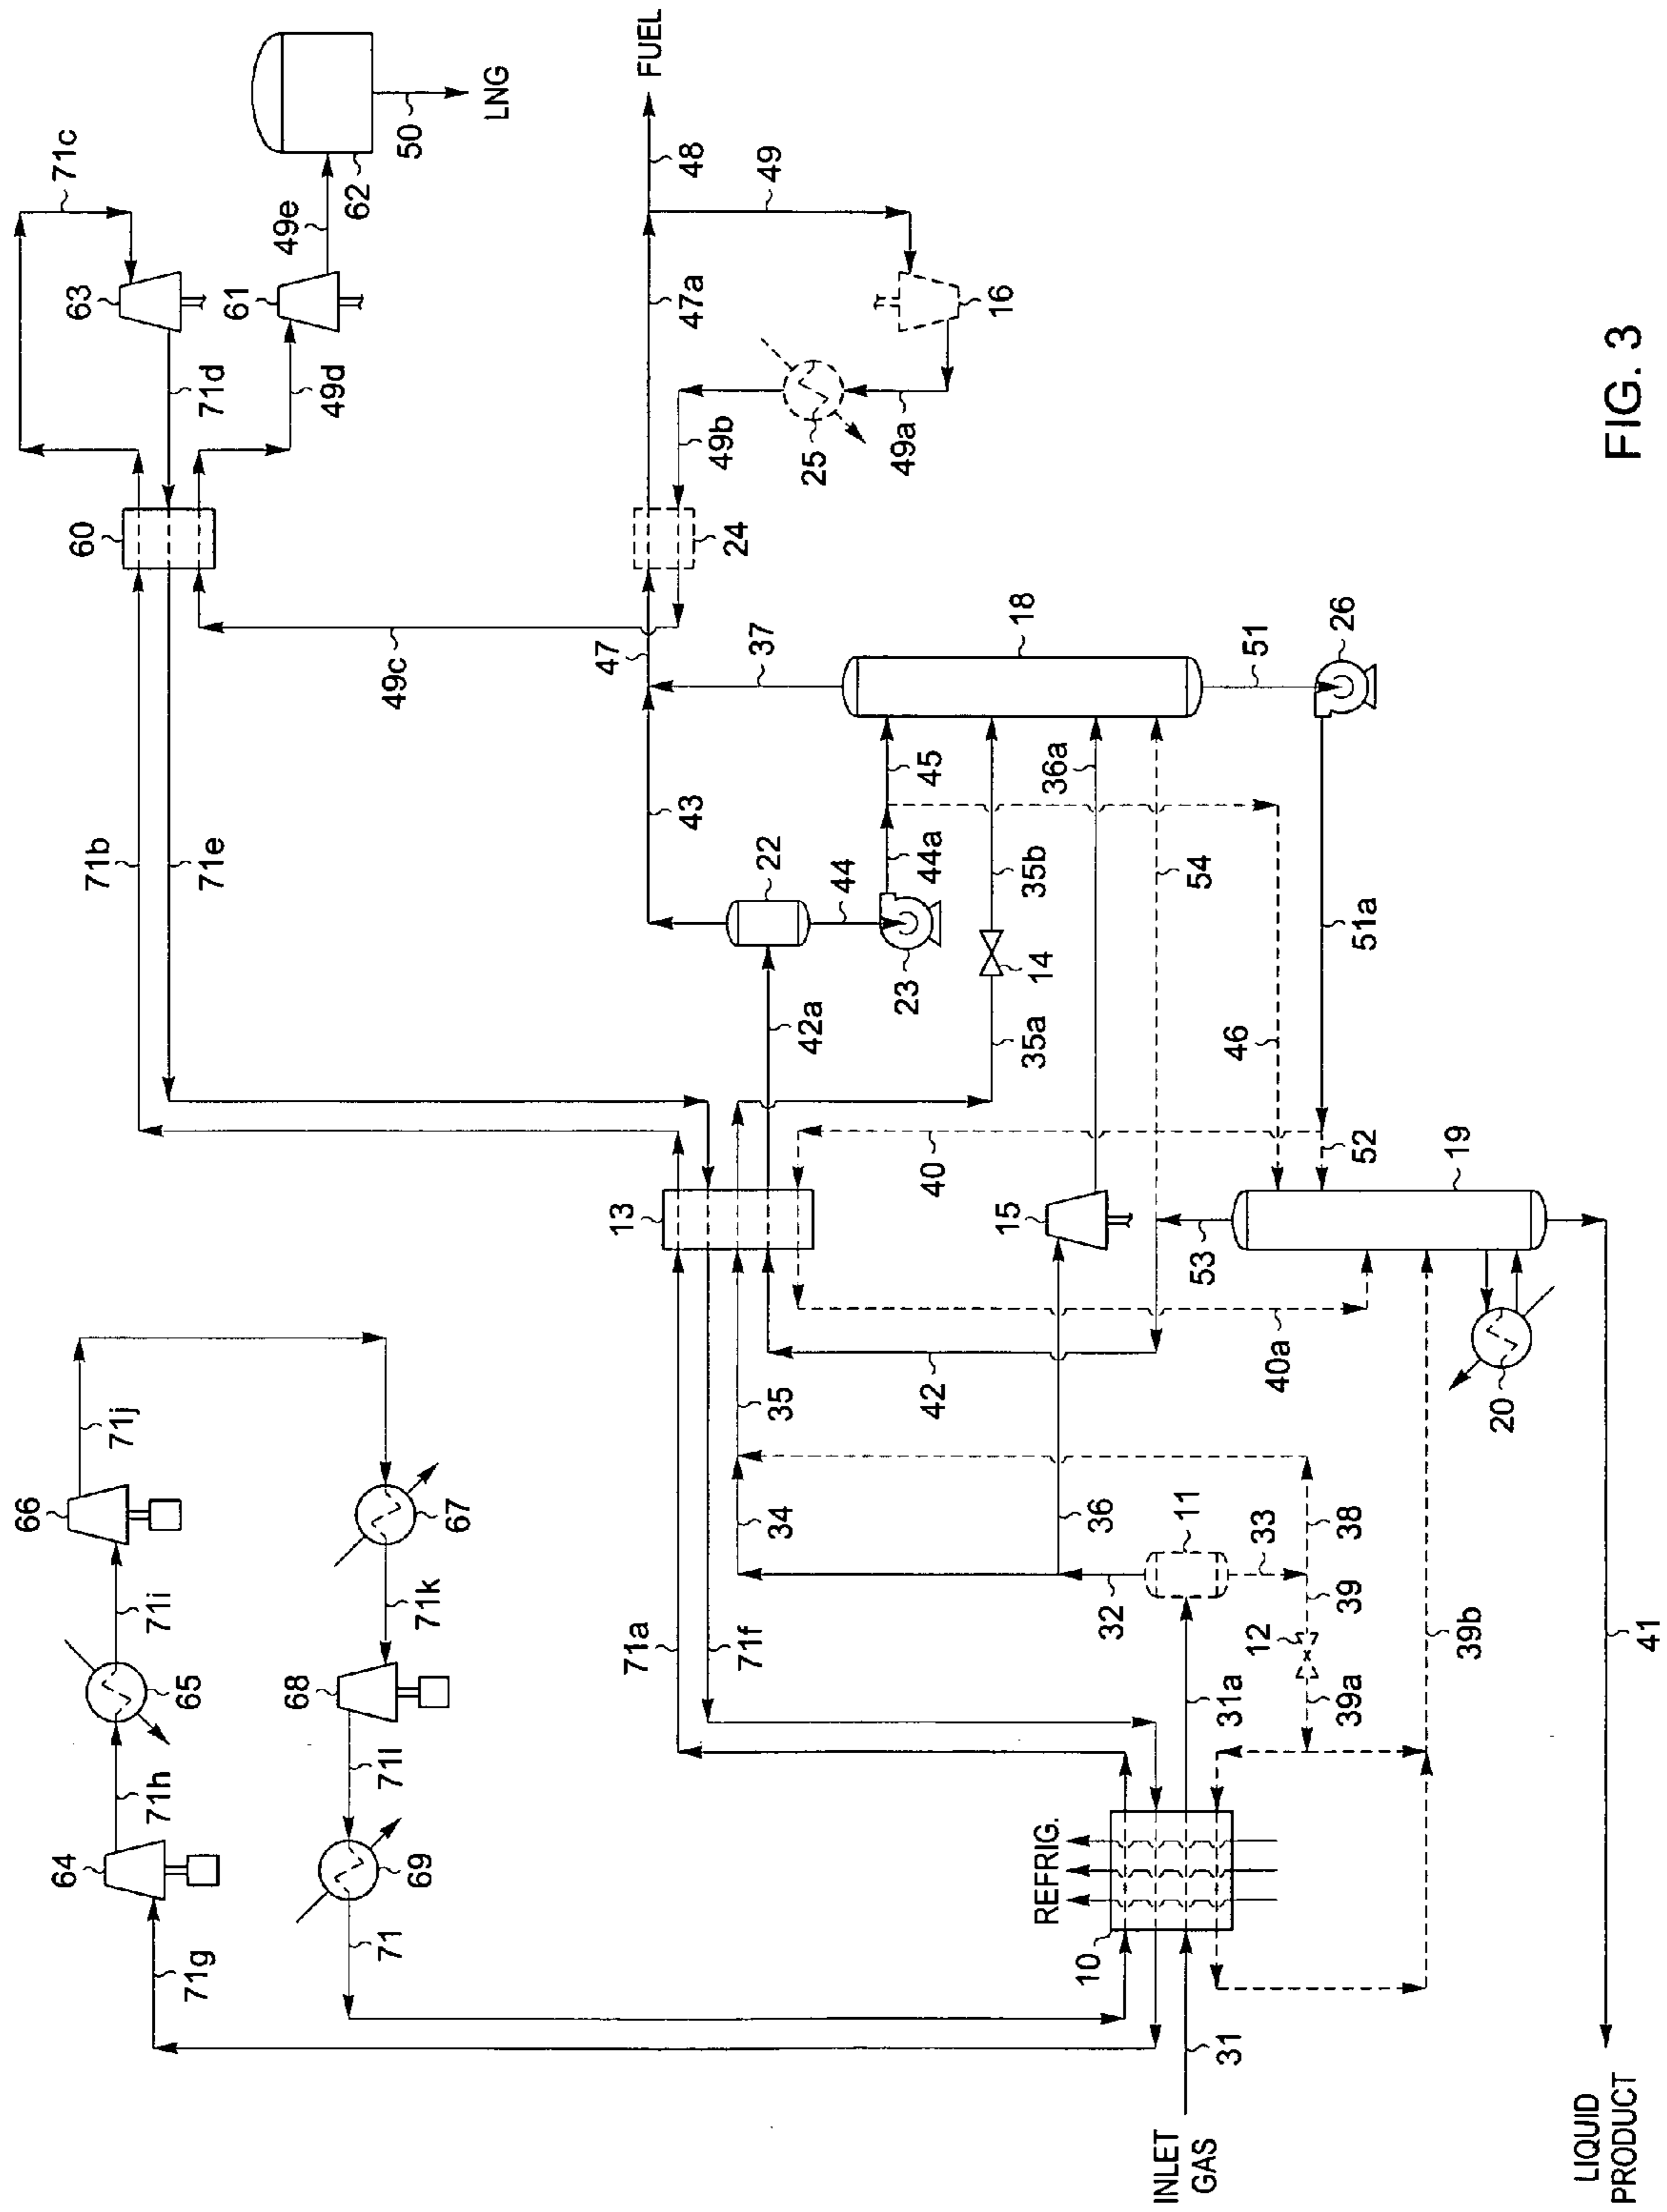 66
64
71c
63
60
71b
71j
71i
71h
65
71g
71e
71d
61
49e
68
49d
62
71
71l
49c
50
69
71k
67
LNG
47
13
71a
FUEL
43
48
47a
71f
24
22
37
49
49b
35
34
42a
25
44
49a
40
42
23
45
44a
16
15
REFRIG.
18
35b
35a
14
36a
10
36
32
11
INLET
GAS
53
54
31
31a
46
51
12
33
40a
26
39a
39
38
52
51a
19
39b
20
LIQUID
PRODUCT
FIG. 3
41